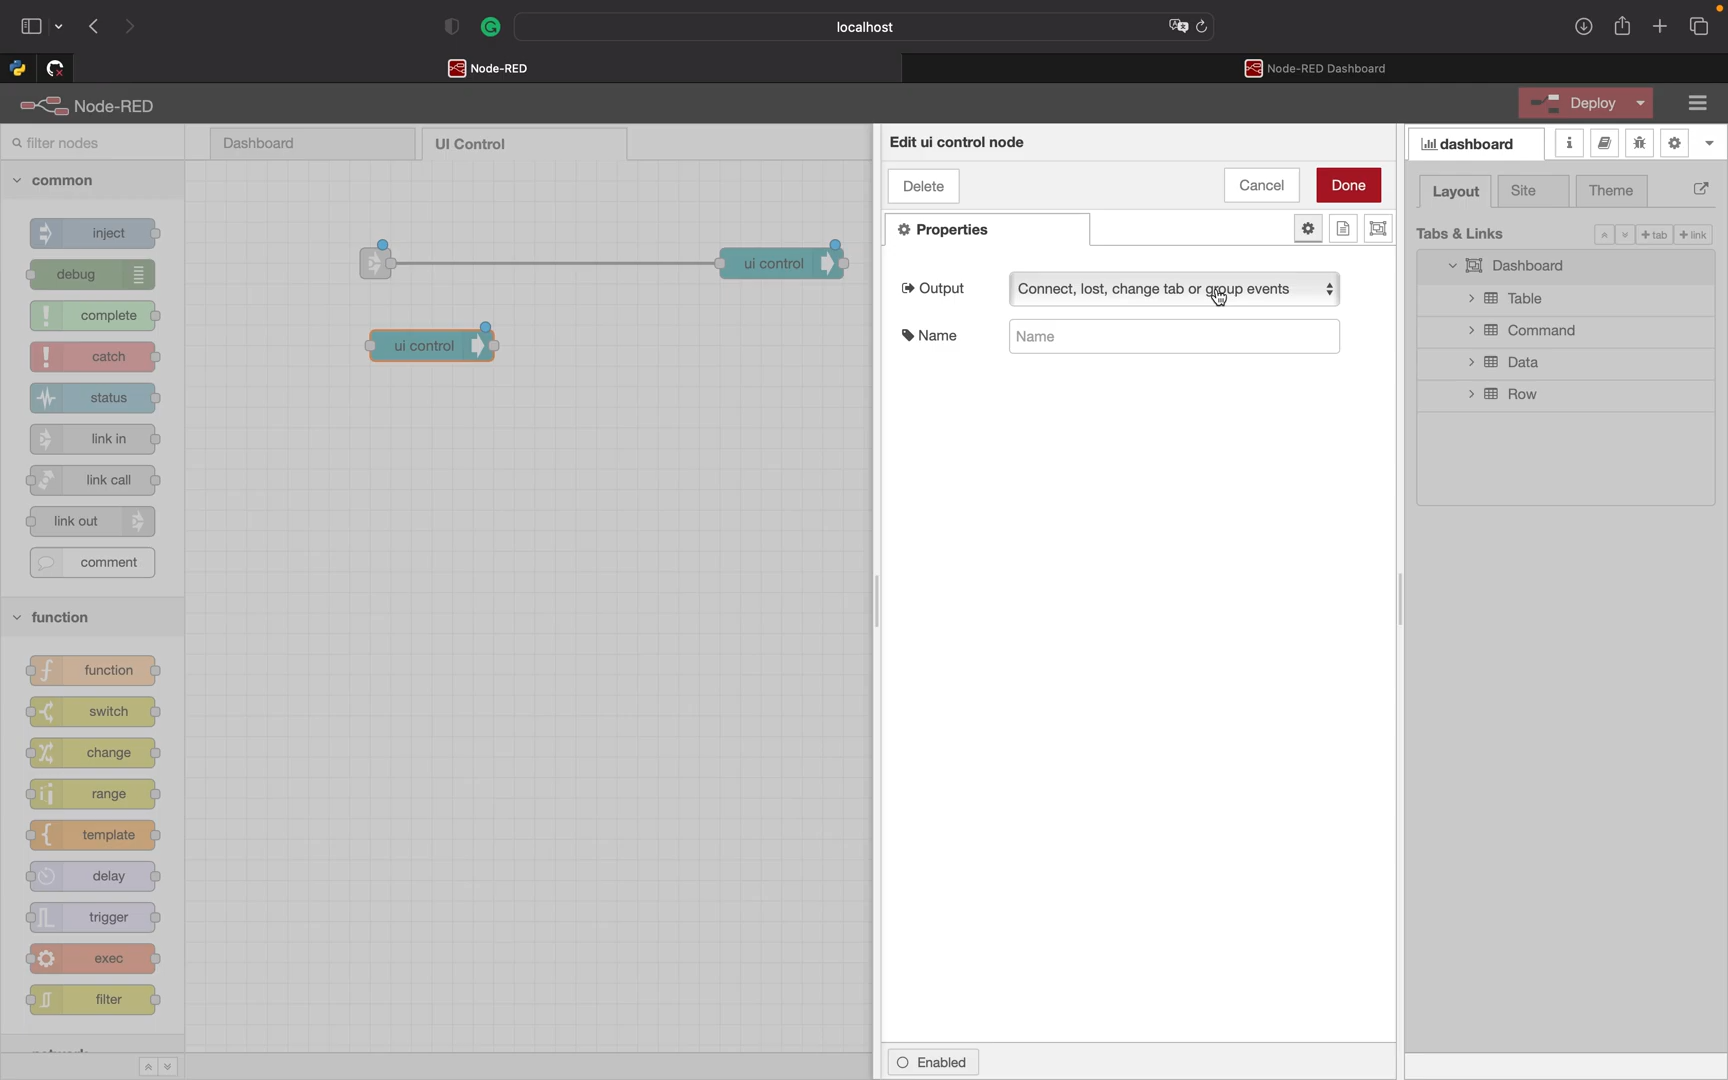 localhost
Node-RED
Node-RED Dashboard
Node-RED
Deploy
filter nodes
common
inject
debug
complete
catch
status
link in
link call
link out
comment
function
function
switch
change
range
template
delay
trigger
exec
filter
Dashboard
UI Control
ui control
ui control
Edit ui control node
Delete
Cancel
Done
Properties
Output
Connect, lost, change tab or group events
Name
Name
Enabled
dashboard
Layout
Site
Theme
Tabs & Links
+ tab
+ link
Dashboard
Table
Command
Data
Row